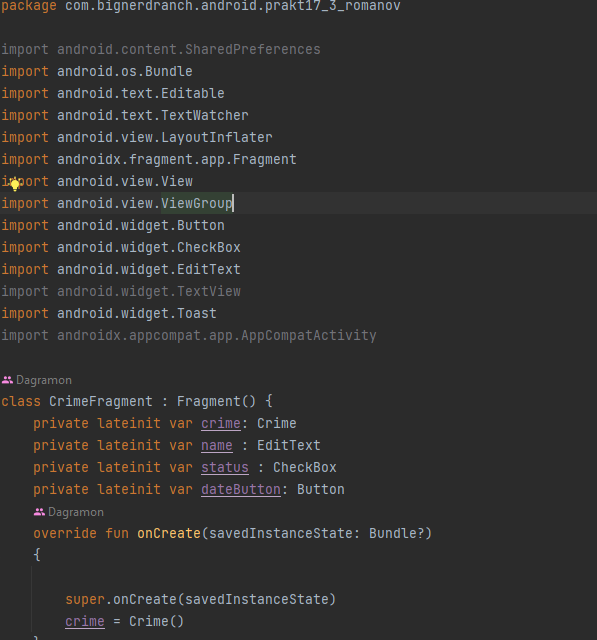 package com.bignerdranch.android.prakt17_3_romanov
import android.content.SharedPreferences
import android.os.Bundle
import android.text.Editable
import android.text.TextWatcher
import android.view.LayoutInflater
import androidx.fragment.app.Fragment
import android.view.View
import android.view.ViewGroup
import android.widget.Button
import android.widget.CheckBox
import android.widget.EditText
import android.widget.TextView
import android.widget.Toast
import androidx.appcompat.app.AppCompatActivity
Dagramon
class CrimeFragment : Fragment() {
private lateinit var crime: Crime
private lateinit var name : EditText
private lateinit var status : CheckBox
private lateinit var dateButton: Button
Dagramon
override fun onCreate(savedInstanceState: Bundle?)
{
super.onCreate(savedInstanceState)
crime = Crime()
}